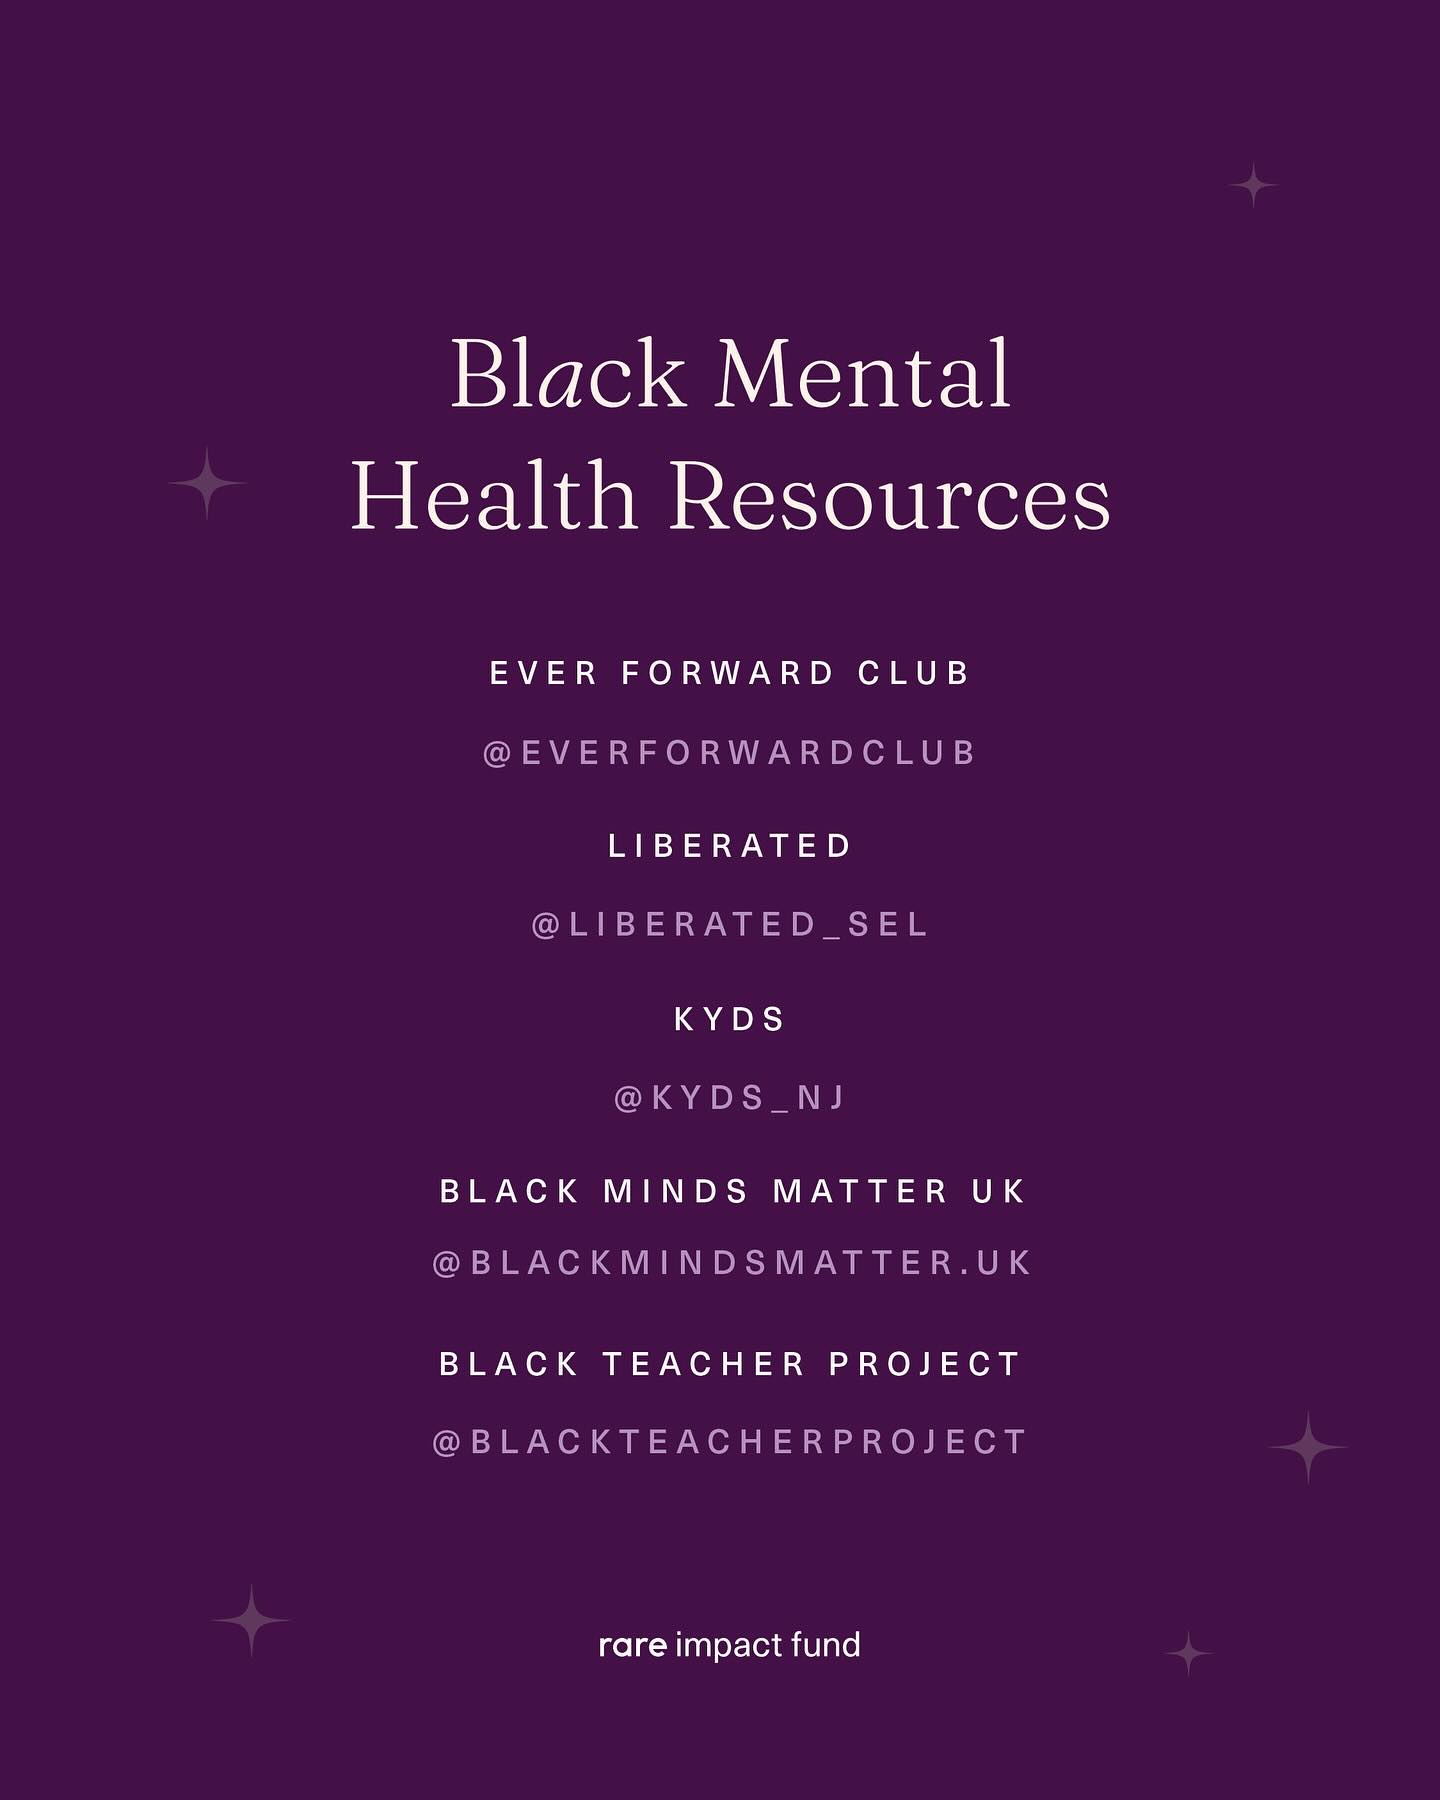 Black Mental
Health Resources
EVER FORWARD CLUB
@EVERFORWARDCLUB
LIBERATED
@LIBERATED_SEL
KYDS
@KYDS_NJ
BLACK MINDS MATTER UK
@BLACKMINDSMATTER.UK
BLACK TEACHER PROJECT
@BLACKTEACHERPROJECT
rare impact fund